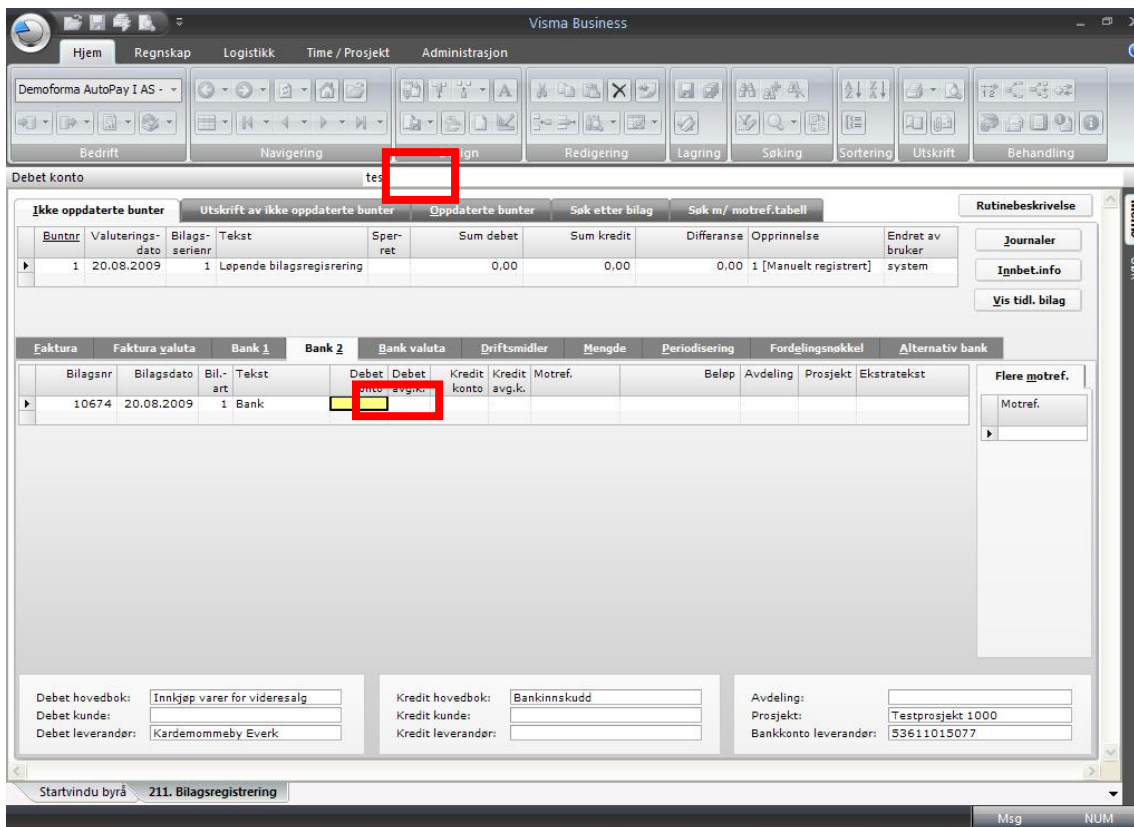 Visma Business
Hjem Regnskap Logistikk Time / Prosjekt Administrasjon
Demoforma AutoPay I AS -
Bedrift Navigering Redigering Lagring Søking Sortering Utskrift Behandling
Debet konto tes
Ikke oppdaterte bunter Utskrift av ikke oppdaterte bunter Oppdaterte bunter Søk etter bilag Søk m/ motref.tabell Rutinebeskrivelse
Buntnr Valuterings- Bilags- Tekst Sper- Sum debet Sum kredit Differanse Opprinnelse Endret av
dato serienr ret bruker
1 20.08.2009 1 Løpende bilagsregisrering 0,00 0,00 0,00 1 [Manuelt registrert] system
Journaler
Innbet.info
Vis tidl. bilag
Faktura Faktura valuta Bank 1 Bank 2 Bank valuta Driftsmidler Mengde Periodisering Fordelingsnøkkel Alternativ bank
Bilagsnr Bilagsdato Bil.- Tekst Debet Debet Kredit Kredit Motref. Beløp Avdeling Prosjekt Ekstratekst
art konto avg.k. konto avg.k.
10674 20.08.2009 1 Bank
Flere motref.
Motref.
Debet hovedbok: Innkjøp varer for videresalg
Debet kunde:
Debet leverandør: Kardemommeby Everk
Kredit hovedbok: Bankinnskudd
Kredit kunde:
Kredit leverandør:
Avdeling:
Prosjekt: Testprosjekt 1000
Bankkonto leverandør: 53611015077
Startvindu byrå 211. Bilagsregistrering
Msg NUM